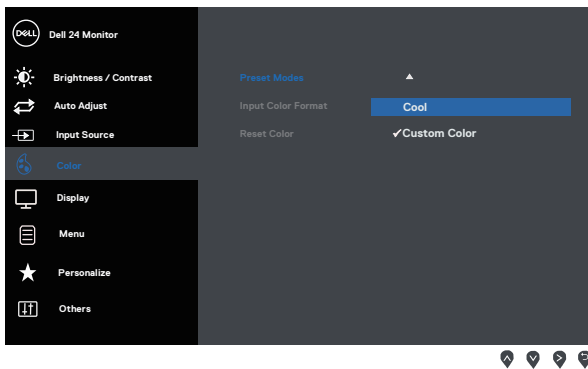 DELL
Dell 24 Monitor
Brightness / Contrast
Auto Adjust
Input Source
Color
Display
Menu
Personalize
Others
Preset Modes
Input Color Format
Reset Color
Cool
✓Custom Color